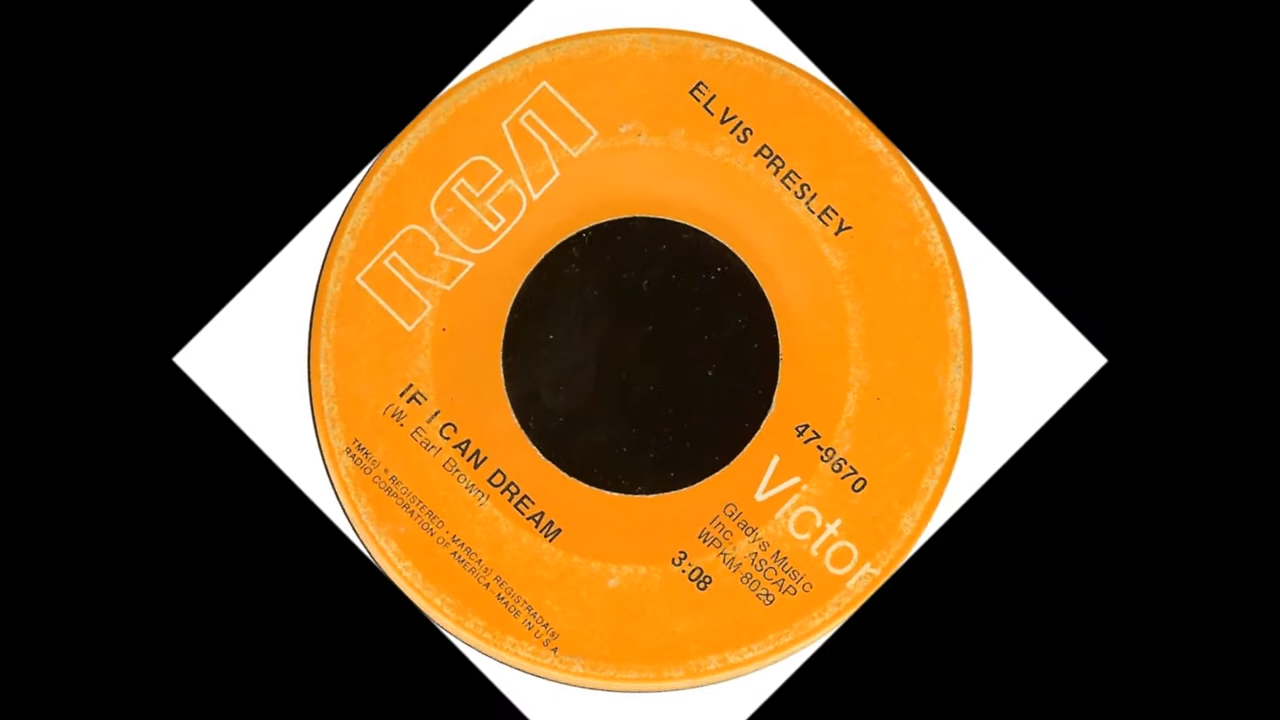 RCA
ELVIS PRESLEY
47-9670
Victor
Gladys Music
Inc., ASCAP
WPKM-8029
3:08
IF I CAN DREAM
(W. Earl Brown)
TMK(s) ® REGISTERED • MARCA(s) REGISTRADA(s)
RADIO CORPORATION OF AMERICA–MADE IN U.S.A.